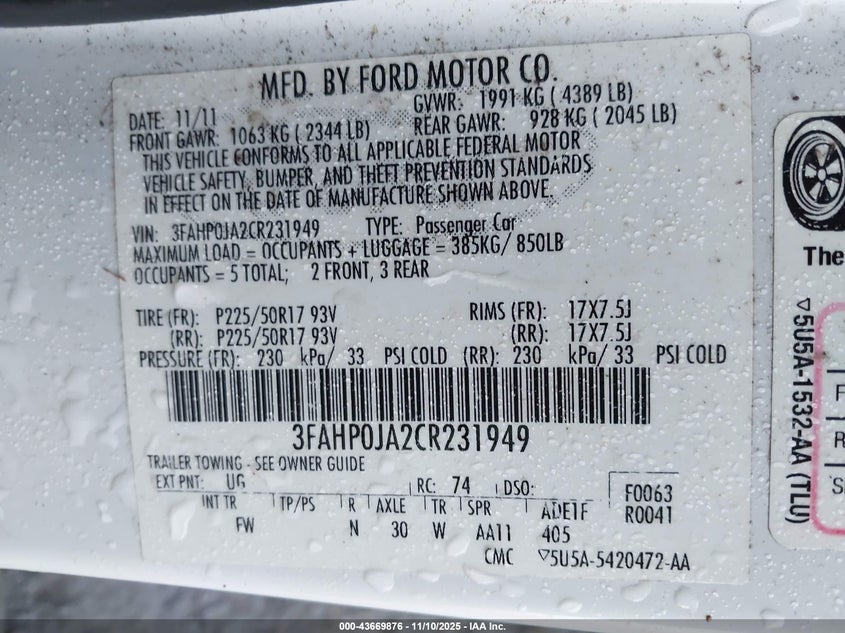 MFD. BY FORD MOTOR CO.
DATE: 11/11 GVWR: 1991 KG ( 4389 LB)
FRONT GAWR: 1063 KG ( 2344 LB) REAR GAWR: 928 KG ( 2045 LB)
THIS VEHICLE CONFORMS TO ALL APPLICABLE FEDERAL MOTOR
VEHICLE SAFETY, BUMPER, AND THEFT PREVENTION STANDARDS
IN EFFECT ON THE DATE OF MANUFACTURE SHOWN ABOVE.
VIN: 3FAHP0JA2CR231949 TYPE: Passenger Car
MAXIMUM LOAD = OCCUPANTS + LUGGAGE = 385KG/ 850LB
OCCUPANTS = 5 TOTAL; 2 FRONT, 3 REAR
TIRE (FR): P225/50R17 93V RIMS (FR): 17X7.5J
(RR): P225/50R17 93V (RR): 17X7.5J
PRESSURE (FR): 230 kPa/ 33 PSI COLD (RR): 230 kPa/ 33 PSI COLD
3FAHP0JA2CR231949
TRAILER TOWING - SEE OWNER GUIDE
EXT PNT: UG RC: 74 DSO: F0063
INT TR TP/PS R AXLE TR SPR ADE1F R0041
FW N 30 W AA11 405
CMC ▽5U5A-5420472-AA
The
▽5U5A-1532-AA (TLU)
F
R
S
000-43669876 - 11/10/2025 - IAA Inc.